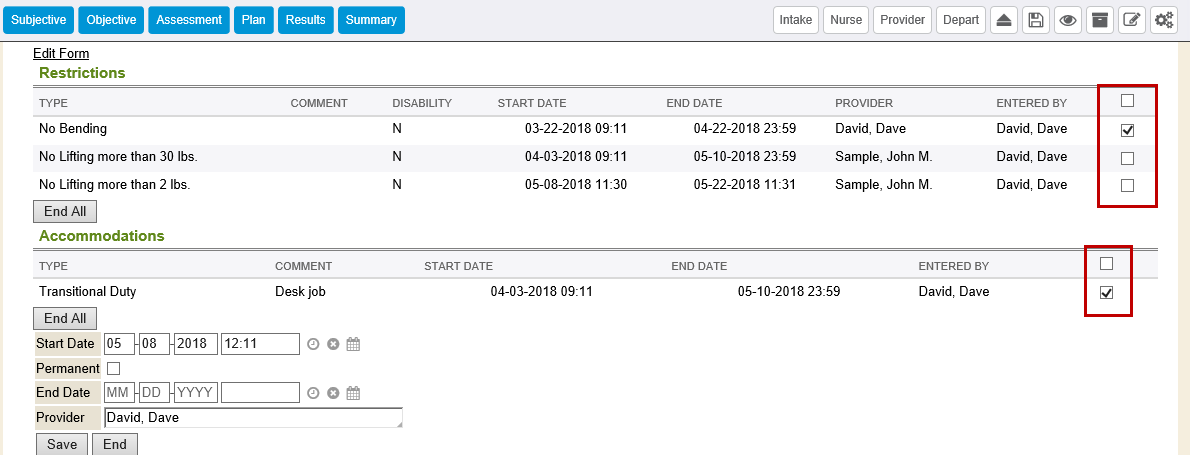 Subjective Objective Assessment Plan Results Summary Intake Nurse Provider Depart
Edit Form
Restrictions
TYPE COMMENT DISABILITY START DATE END DATE PROVIDER ENTERED BY
No Bending N 03-22-2018 09:11 04-22-2018 23:59 David, Dave David, Dave
No Lifting more than 30 lbs. N 04-03-2018 09:11 05-10-2018 23:59 Sample, John M. David, Dave
No Lifting more than 2 lbs. N 05-08-2018 11:30 05-22-2018 11:31 Sample, John M. David, Dave
End All
Accommodations
TYPE COMMENT START DATE END DATE ENTERED BY
Transitional Duty Desk job 04-03-2018 09:11 05-10-2018 23:59 David, Dave
End All
Start Date 05-08-2018 12:11
Permanent
End Date MM-DD-YYYY
Provider David, Dave
Save End